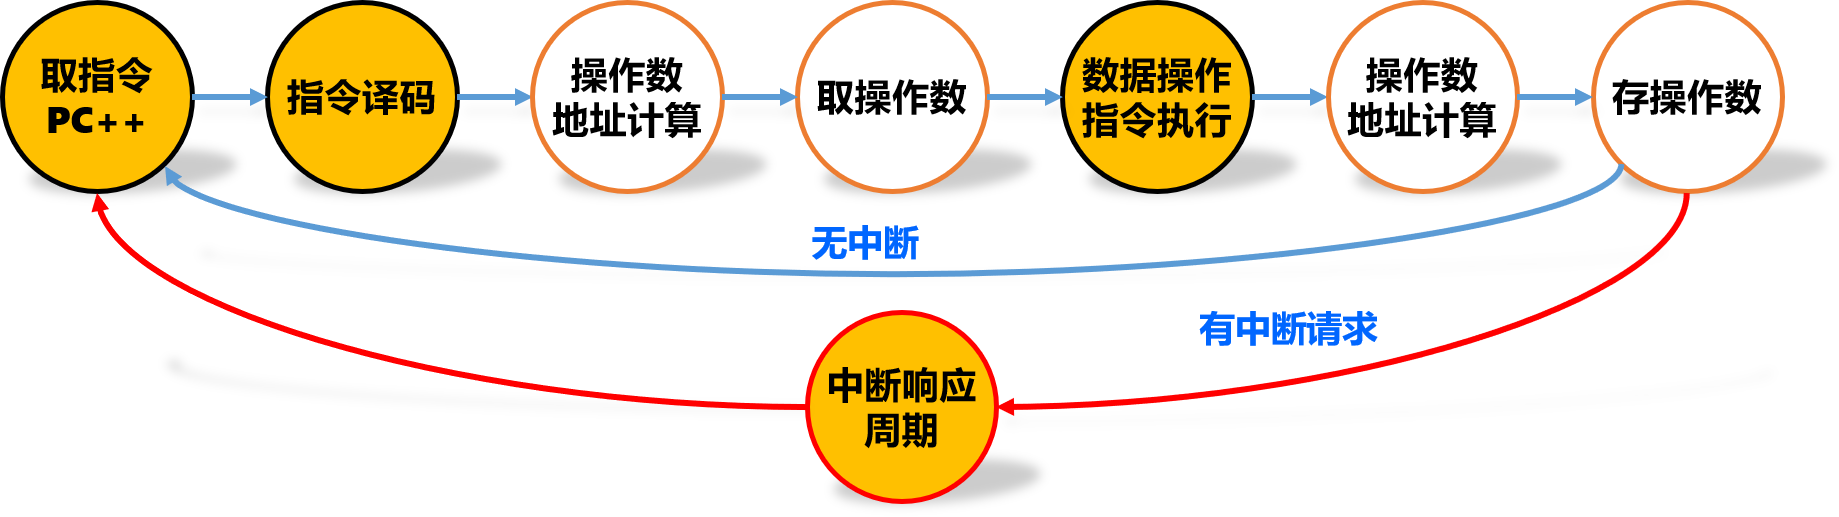 取指令
PC++
指令译码
操作数
地址计算
取操作数
数据操作
指令执行
操作数
地址计算
存操作数
无中断
有中断请求
中断响应
周期